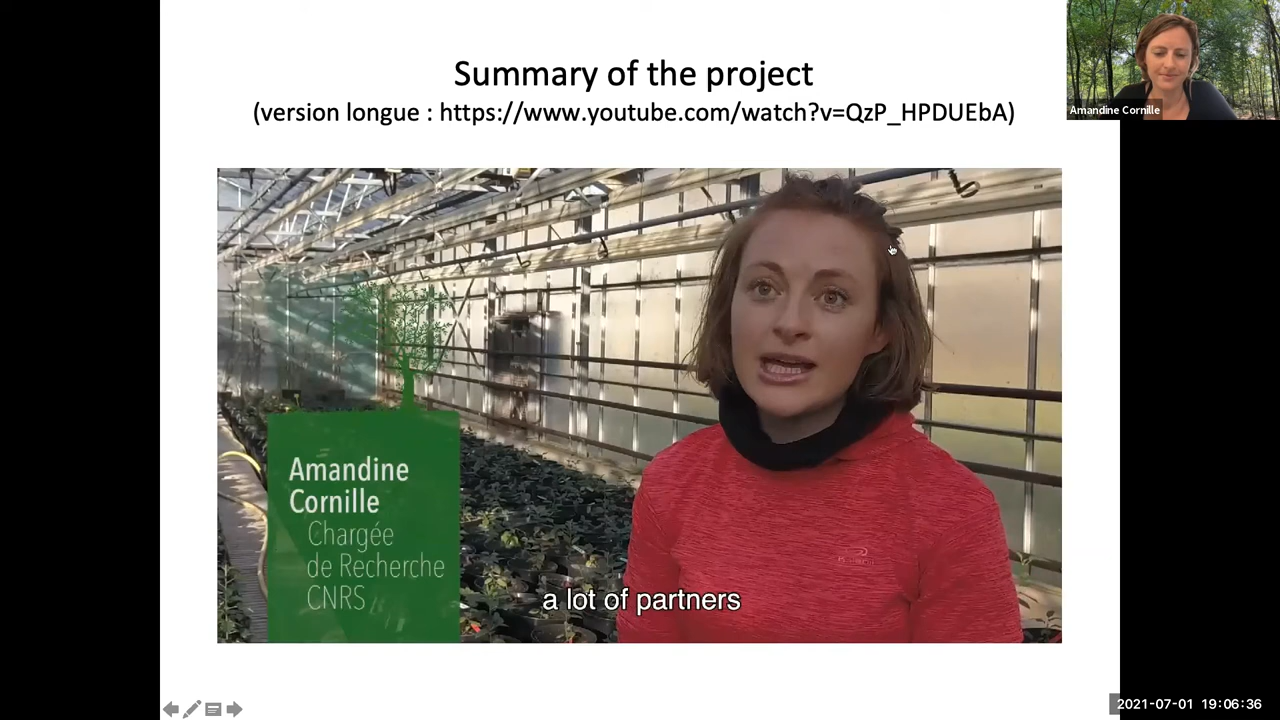 Summary of the project
(version longue : https://www.youtube.com/watch?v=QzP_HPDUEbA)
Amandine Cornille
Amandine
Cornille
Chargée
de Recherche
CNRS
a lot of partners
2021-07-01 19:06:36